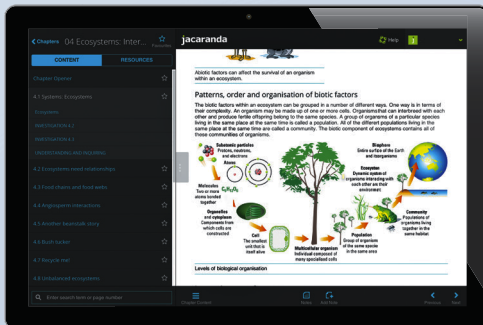 Chapters
04 Ecosystems: Inter...
Favourite
CONTENT
RESOURCES
Chapter Opener
4.1 Systems: Ecosystems
Ecosystems
INVESTIGATION 4.2
INVESTIGATION 4.3
UNDERSTANDING AND INQUIRING
4.2 Ecosystems need relationships
4.3 Food chains and food webs
4.4 Angiosperm interactions
4.5 Another beanstalk story
4.6 Bush tucker
4.7 Recycle me!
4.8 Unbalanced ecosystems
Enter search term or page number
jacaranda
Help
Abiotic factors can affect the survival of an organism
within an ecosystem.
Patterns, order and organisation of biotic factors
The biotic factors within an ecosystem can be grouped in a number of different ways. One way is in terms of
their complexity. An organism may be made up of one or more cells. Organisms that can interbreed with each
other and produce fertile offspring belong to the same species. A group of organisms of a particular species
living in the same place at the same time is called a population. All of the different populations living in the
same place at the same time are called a community. The biotic component of ecosystems contains all of
these communities of organisms.
Subatomic particles
Protons, neutrons,
and electrons
Atoms
Molecules
Two or more
atoms bonded
together
Organelles
and cytoplasm
Components from
which cells are
constructed
Cell
The smallest
unit that is
itself alive
Multicellular organism
Individual composed of
many specialised cells
Population
Group of organisms
of the same species
in the same area
Community
Populations of
organisms living
together in the
same habitat
Ecosystem
Dynamic system of
organisms interacting with
each other and their
environment
Biosphere
Entire surface of the Earth
and its organisms
Levels of biological organisation
Chapter Content
Notes
Add Note
Previous
Next